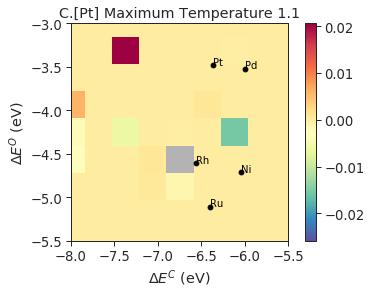 C.[Pt] Maximum Temperature 1.1
−3.0
−3.5
−4.0
−4.5
−5.0
−5.5
ΔE^O (eV)
Pt
Pd
Rh
Ni
Ru
−8.0 −7.5 −7.0 −6.5 −6.0 −5.5
ΔE^C (eV)
0.02
0.01
0.00
−0.01
−0.02